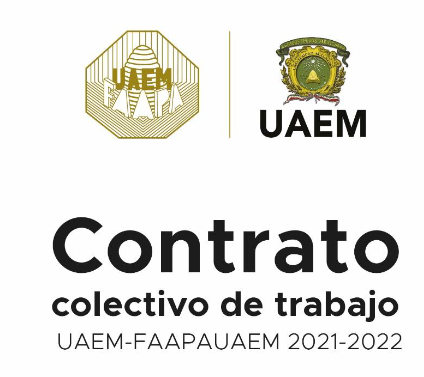 UAEM
FAAPA
UAEM
Contrato
colectivo de trabajo
UAEM-FAAPAUAEM 2021-2022